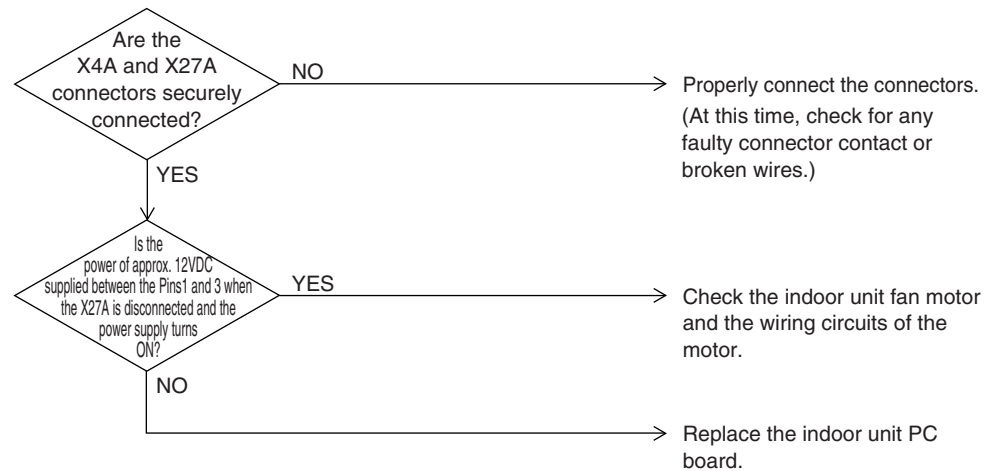 Are the
X4A and X27A
connectors securely
connected?
NO
Properly connect the connectors.
(At this time, check for any
faulty connector contact or
broken wires.)
YES
Is the
power of approx. 12VDC
supplied between the Pins1 and 3 when
the X27A is disconnected and the
power supply turns
ON?
YES
Check the indoor unit fan motor
and the wiring circuits of the
motor.
NO
Replace the indoor unit PC
board.